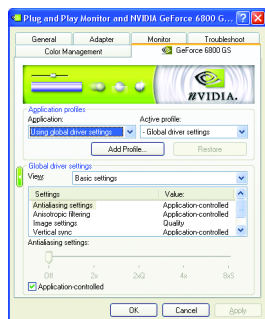 Plug and Play Monitor and NVIDIA GeForce 6800 G...
General Adapter Monitor Troubleshoot
Color Management GeForce 6800 GS
NVIDIA.
Application profiles
Application: Active profile:
Using global driver settings - Global driver settings
Add Profile... Restore
Global driver settings
View: Basic settings
Settings Value:
Antialiasing settings Application-controlled
Anisotropic filtering Application-controlled
Image settings Quality
Vertical sync Application-controlled
Antialiasing settings:
Off 2x 2xQ 4x 8xS
Application-controlled
OK Cancel Apply